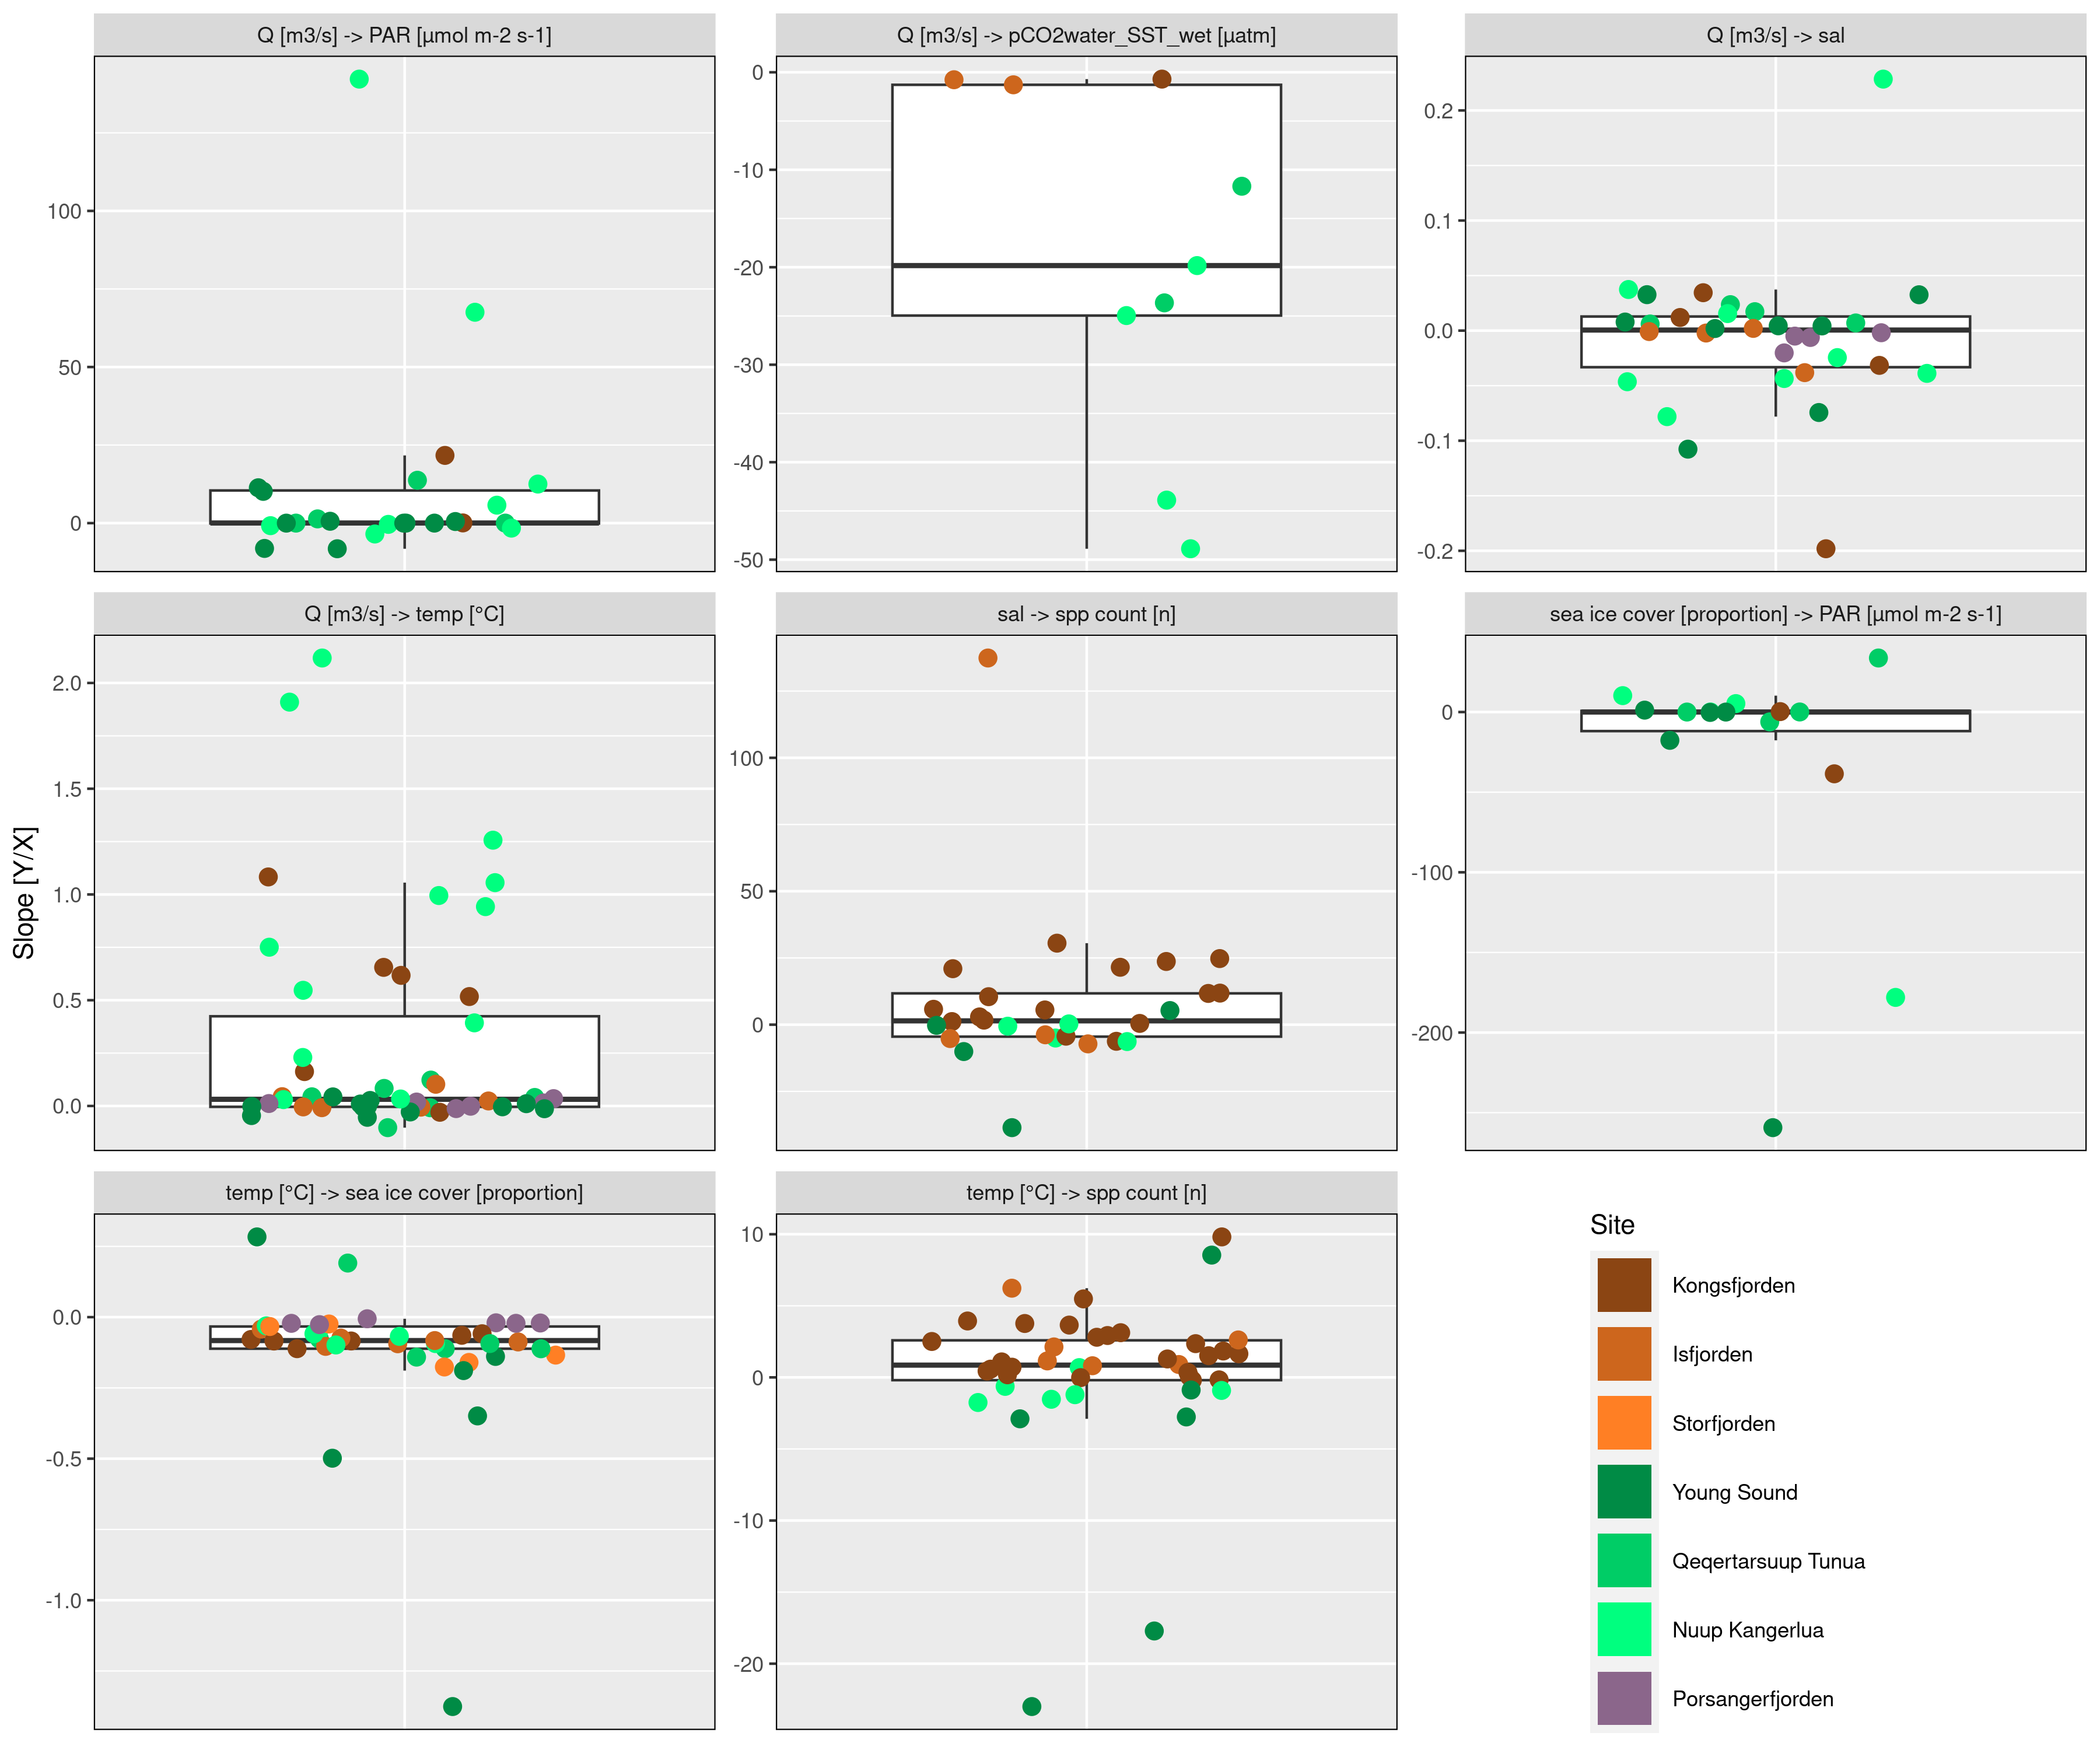 Q [m3/s] -> PAR [µmol m-2 s-1]
Q [m3/s] -> pCO2water_SST_wet [µatm]
Q [m3/s] -> sal
100
50
0
0
-10
-20
-30
-40
-50
0.2
0.1
0.0
-0.1
-0.2
Q [m3/s] -> temp [°C]
sal -> spp count [n]
sea ice cover [proportion] -> PAR [µmol m-2 s-1]
Slope [Y/X]
2.0
1.5
1.0
0.5
0.0
100
50
0
0
-100
-200
temp [°C] -> sea ice cover [proportion]
temp [°C] -> spp count [n]
0.0
-0.5
-1.0
10
0
-10
-20
Site
Kongsfjorden
Isfjorden
Storfjorden
Young Sound
Qeqertarsuup Tunua
Nuup Kangerlua
Porsangerfjorden